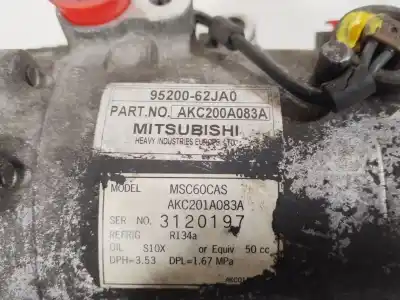 95200-62JA0
PART.NO. AKC200A083A
MITSUBISHI
HEAVY INDUSTRIES EUROPE, LTD.
MODEL MSC60CAS
AKC201A083A
SER NO. 3120197
REFRIG R134a
OIL S10X or Equiv 50 cc
DPH=3.53 DPL=1.67 MPa